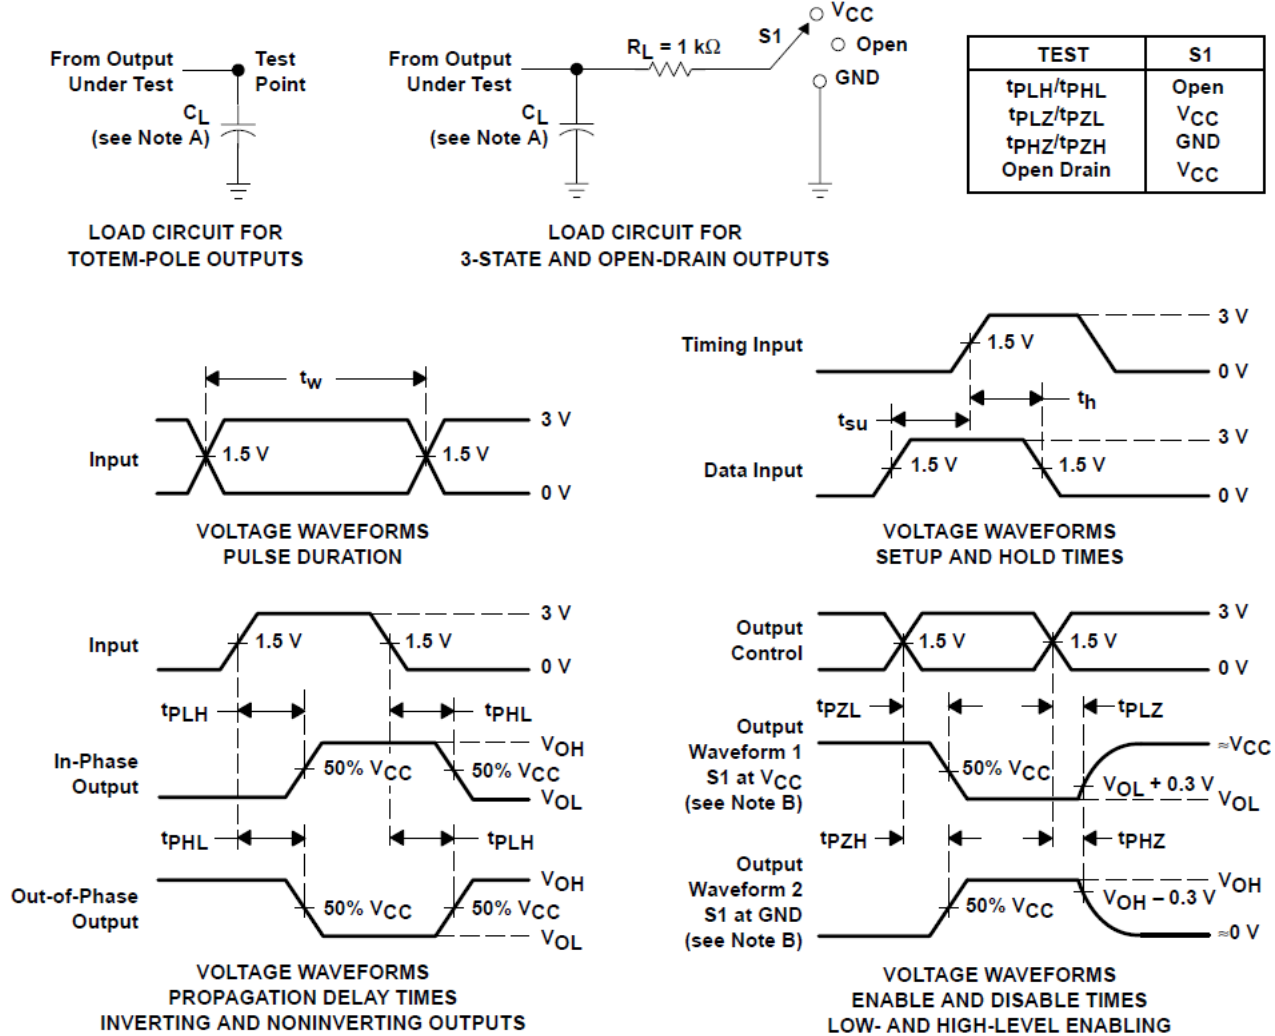 From Output
Under Test
Test
Point
CL
(see Note A)
LOAD CIRCUIT FOR
TOTEM-POLE OUTPUTS
From Output
Under Test
RL = 1 kΩ
S1
VCC
Open
GND
CL
(see Note A)
LOAD CIRCUIT FOR
3-STATE AND OPEN-DRAIN OUTPUTS
TEST S1
tPLH/tPHL Open
tPLZ/tPZL VCC
tPHZ/tPZH GND
Open Drain VCC
tw
Input
1.5 V
1.5 V
3 V
0 V
VOLTAGE WAVEFORMS
PULSE DURATION
Timing Input
1.5 V
3 V
0 V
tsu
th
Data Input
1.5 V
1.5 V
3 V
0 V
VOLTAGE WAVEFORMS
SETUP AND HOLD TIMES
Input
1.5 V
1.5 V
3 V
0 V
tPLH
tPHL
In-Phase
Output
50% VCC
50% VCC
VOH
VOL
tPHL
tPLH
Out-of-Phase
Output
50% VCC
50% VCC
VOH
VOL
VOLTAGE WAVEFORMS
PROPAGATION DELAY TIMES
INVERTING AND NONINVERTING OUTPUTS
Output
Control
1.5 V
1.5 V
3 V
0 V
tPZL
tPLZ
Output
Waveform 1
S1 at VCC
(see Note B)
50% VCC
≈VCC
VOL + 0.3 V
VOL
tPZH
tPHZ
Output
Waveform 2
S1 at GND
(see Note B)
50% VCC
VOH
VOH – 0.3 V
≈0 V
VOLTAGE WAVEFORMS
ENABLE AND DISABLE TIMES
LOW- AND HIGH-LEVEL ENABLING